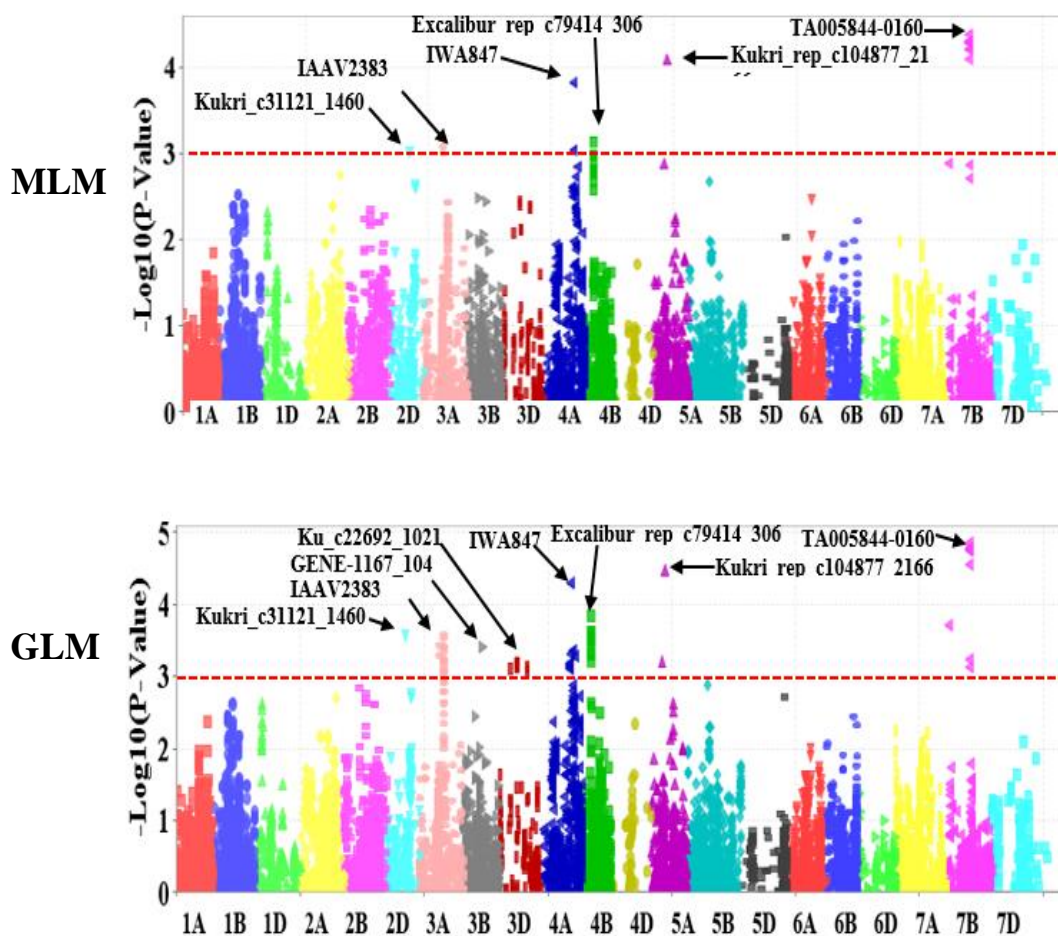 MLM
-Log10(P-Value)
4
3
2
1
0
Excalibur rep c79414 306
IWA847
IAAV2383
Kukri_c31121_1460
TA005844-0160
Kukri_rep_c104877_21
1A 1B 1D 2A 2B 2D 3A 3B 3D 4A 4B 4D 5A 5B 5D 6A 6B 6D 7A 7B 7D
GLM
-Log10(P-Value)
5
4
3
2
1
0
Ku_c22692_1021
GENE-1167_104
IAAV2383
Kukri_c31121_1460
IWA847
Excalibur rep c79414 306
TA005844-0160
Kukri rep c104877 2166
1A 1B 1D 2A 2B 2D 3A 3B 3D 4A 4B 4D 5A 5B 5D 6A 6B 6D 7A 7B 7D